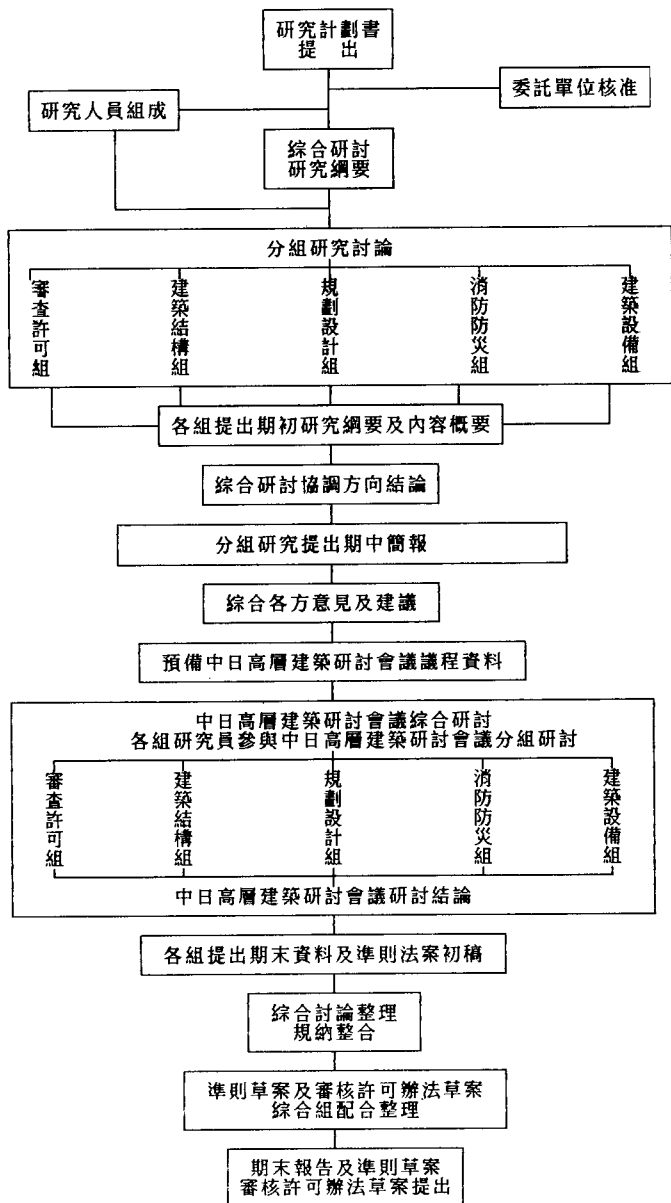 研究計劃書
提出
委託單位核准
研究人員組成
綜合研討
研究綱要
分組研究討論
審查許可組
建築結構組
規劃設計組
消防防災組
建築設備組
各組提出期初研究綱要及內容概要
綜合研討協調方向結論
分組研究提出期中簡報
綜合各方意見及建議
預備中日高層建築研討會議議程資料
中日高層建築研討會議綜合研討
各組研究員參與中日高層建築研討會議分組研討
審查許可組
建築結構組
規劃設計組
消防防災組
建築設備組
中日高層建築研討會議研討結論
各組提出期末資料及準則法案初稿
綜合討論整理
規納整合
準則草案及審核許可辦法草案
綜合組配合整理
期末報告及準則草案
審核許可辦法草案提出